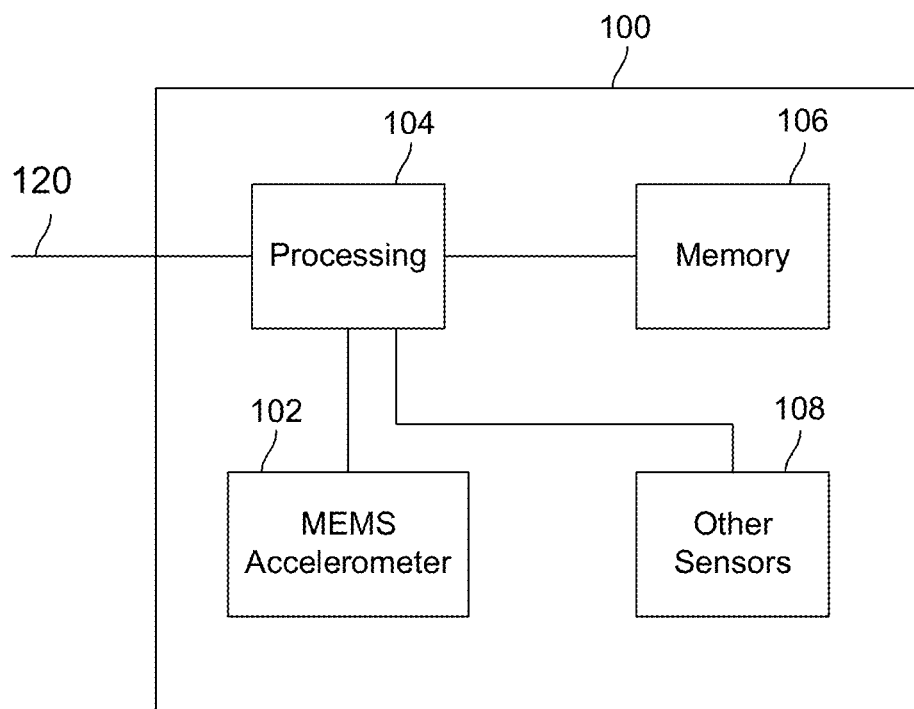 100
104
106
120
Processing
Memory
102
108
MEMS
Accelerometer
Other
Sensors